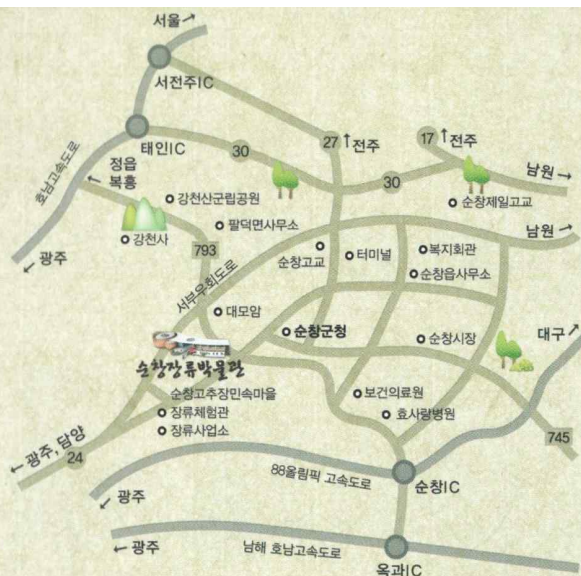 서울→
서전주IC
태인IC
호남고속도로
정읍
복흥
←
30
27
↑전주
17
↑전주
30
남원→
순창제일고교
강천산군립공원
팔덕면사무소
강천사
← 광주
793
서부우회도로
순창고교
터미널
복지회관
순창읍사무소
남원→
대모암
순창군청
순창시장
대구↗
순창장류박물관
순창고추장민속마을
장류체험관
장류사업소
보건의료원
효사랑병원
745
← 광주, 담양
24
88올림픽 고속도로
순창IC
← 광주
← 광주
남해 호남고속도로
옥과IC